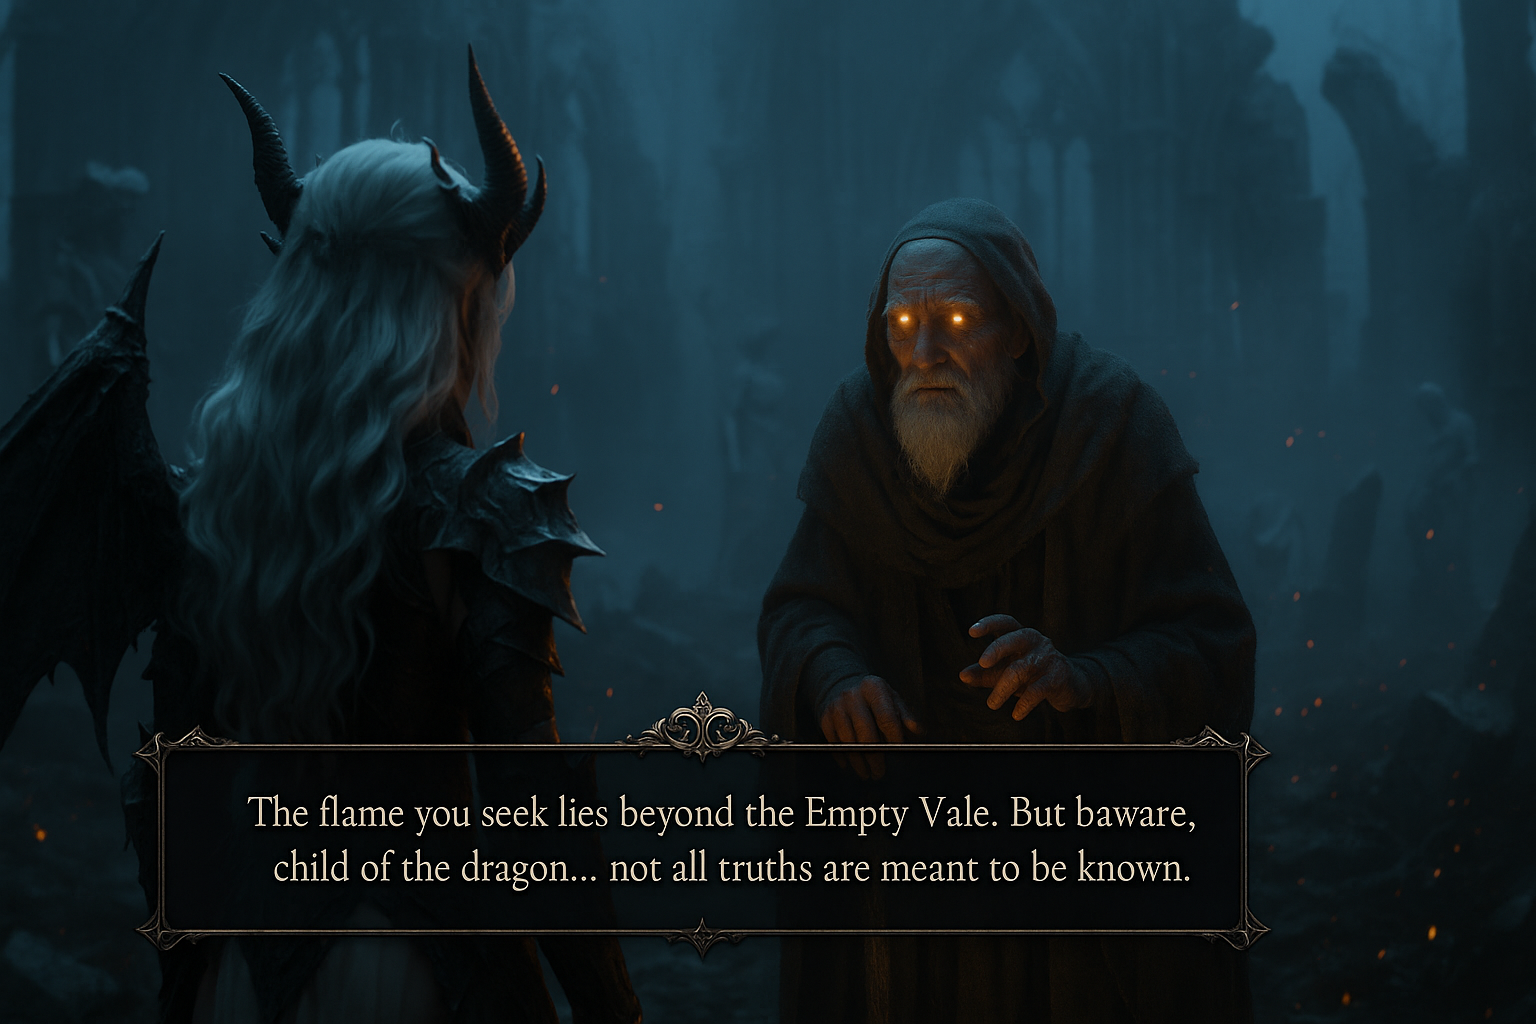 The flame you seek lies beyond the Empty Vale. But baware,
child of the dragon... not all truths are meant to be known.